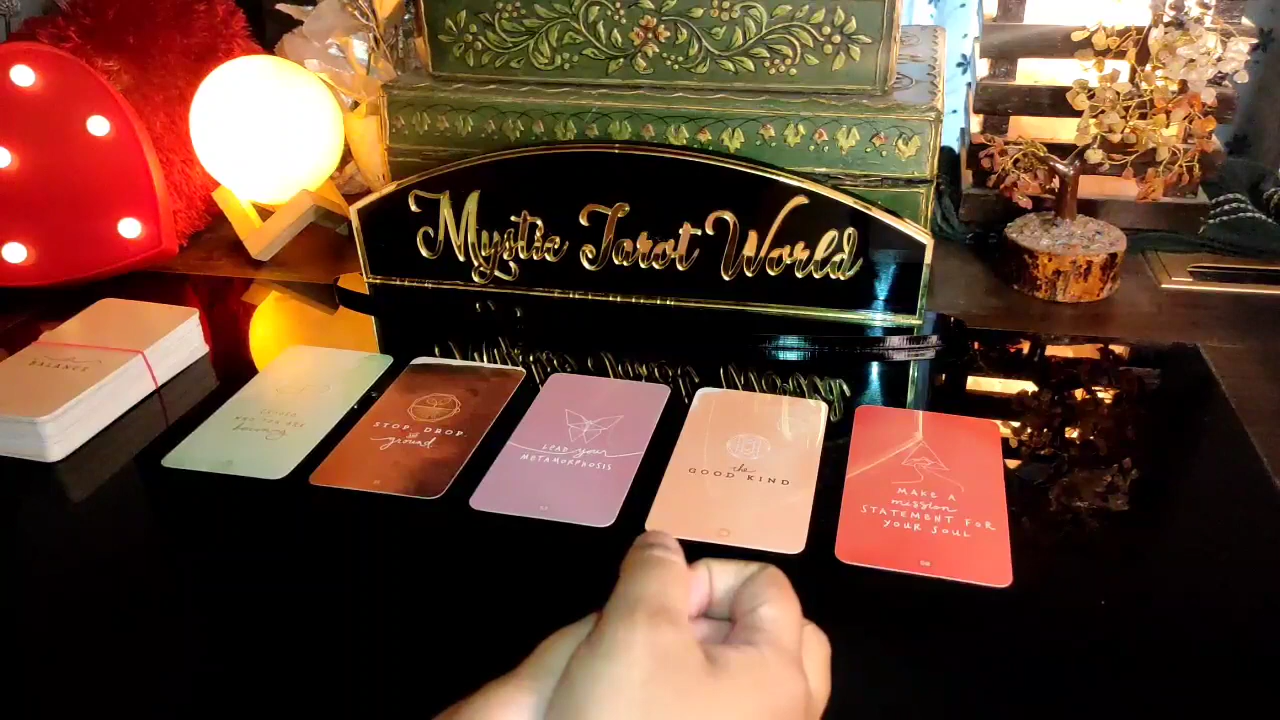 Mystic Tarot World
BALANCE
STOP, DROP,
and
ground.
LEAD your
METAMORPHOSIS
the
GOOD KIND
MAKE A
mission
STATEMENT FOR
YOUR SOUL